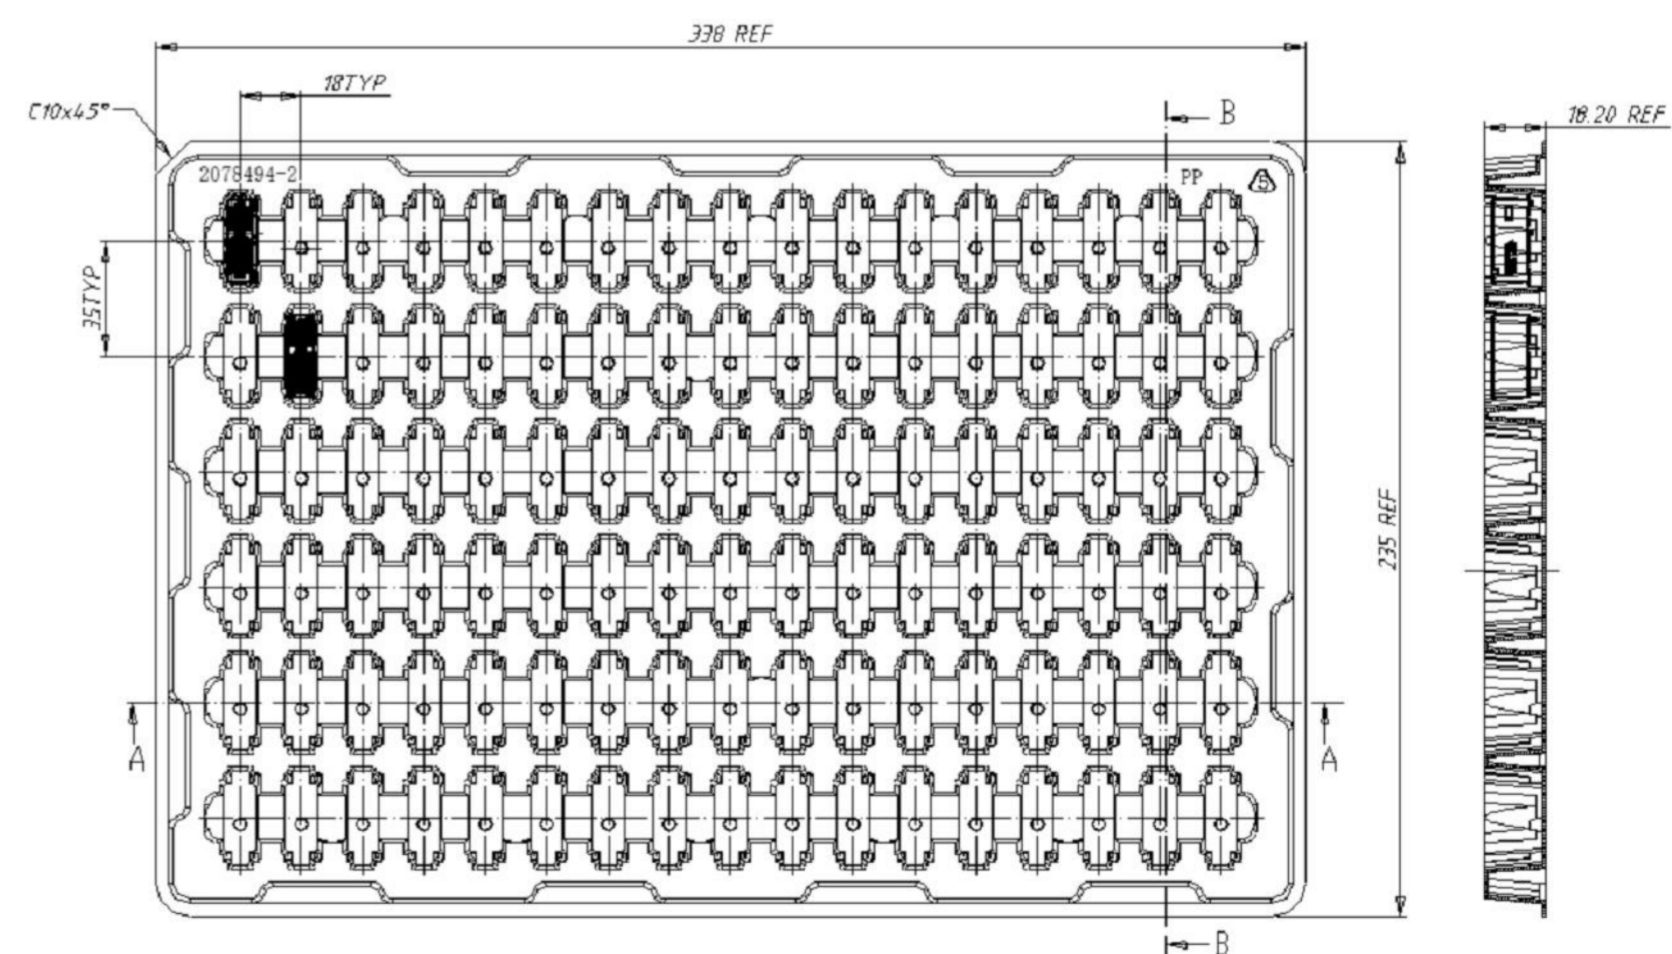 338 REF
18TYP
C10x45°
B
18.20 REF
2078494-2
PP
5
35TYP
235 REF
A
A
B